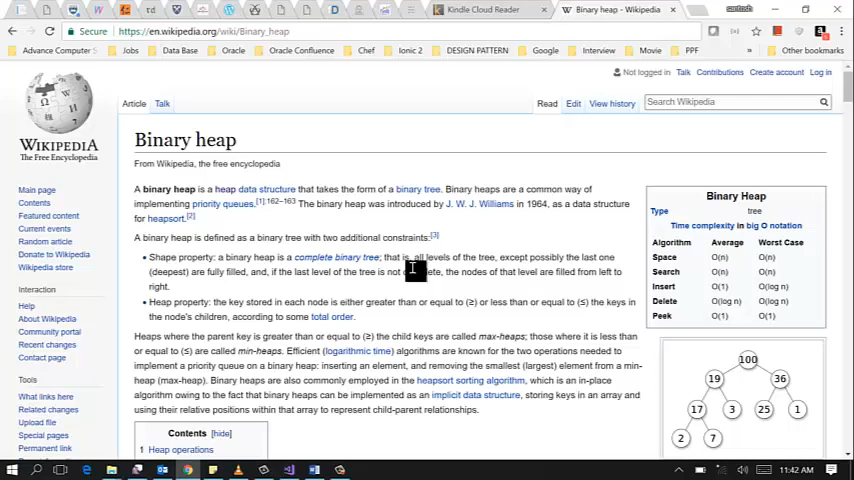 santosh
Kindle Cloud Reader
Binary heap - Wikipedia
Secure https://en.wikipedia.org/wiki/Binary_heap
Advance Computer S Jobs Data Base Oracle Oracle Confluence Chef Ionic 2 DESIGN PATTERN Google Interview Movie PPF » Other bookmarks
Not logged in Talk Contributions Create account Log in
Article Talk Read Edit View history Search Wikipedia
WIKIPEDIA
The Free Encyclopedia
Main page
Contents
Featured content
Current events
Random article
Donate to Wikipedia
Wikipedia store
Interaction
Help
About Wikipedia
Community portal
Recent changes
Contact page
Tools
What links here
Related changes
Upload file
Special pages
Permanent link
Binary heap
From Wikipedia, the free encyclopedia
A binary heap is a heap data structure that takes the form of a binary tree. Binary heaps are a common way of
implementing priority queues.[1]:162–163 The binary heap was introduced by J. W. J. Williams in 1964, as a data structure
for heapsort.[2]
A binary heap is defined as a binary tree with two additional constraints:[3]
• Shape property: a binary heap is a complete binary tree; that is, all levels of the tree, except possibly the last one
(deepest) are fully filled, and, if the last level of the tree is not complete, the nodes of that level are filled from left to
right.
• Heap property: the key stored in each node is either greater than or equal to (≥) or less than or equal to (≤) the keys in
the node's children, according to some total order.
Heaps where the parent key is greater than or equal to (≥) the child keys are called max-heaps; those where it is less than
or equal to (≤) are called min-heaps. Efficient (logarithmic time) algorithms are known for the two operations needed to
implement a priority queue on a binary heap: inserting an element, and removing the smallest (largest) element from a min-
heap (max-heap). Binary heaps are also commonly employed in the heapsort sorting algorithm, which is an in-place
algorithm owing to the fact that binary heaps can be implemented as an implicit data structure, storing keys in an array and
using their relative positions within that array to represent child-parent relationships.
Contents [hide]
1 Heap operations
Binary Heap
Type tree
Time complexity in big O notation
Algorithm Average Worst Case
Space O(n) O(n)
Search O(n) O(n)
Insert O(1) O(log n)
Delete O(log n) O(log n)
Peek O(1) O(1)
100
19 36
17 3 25 1
2 7
11:42 AM